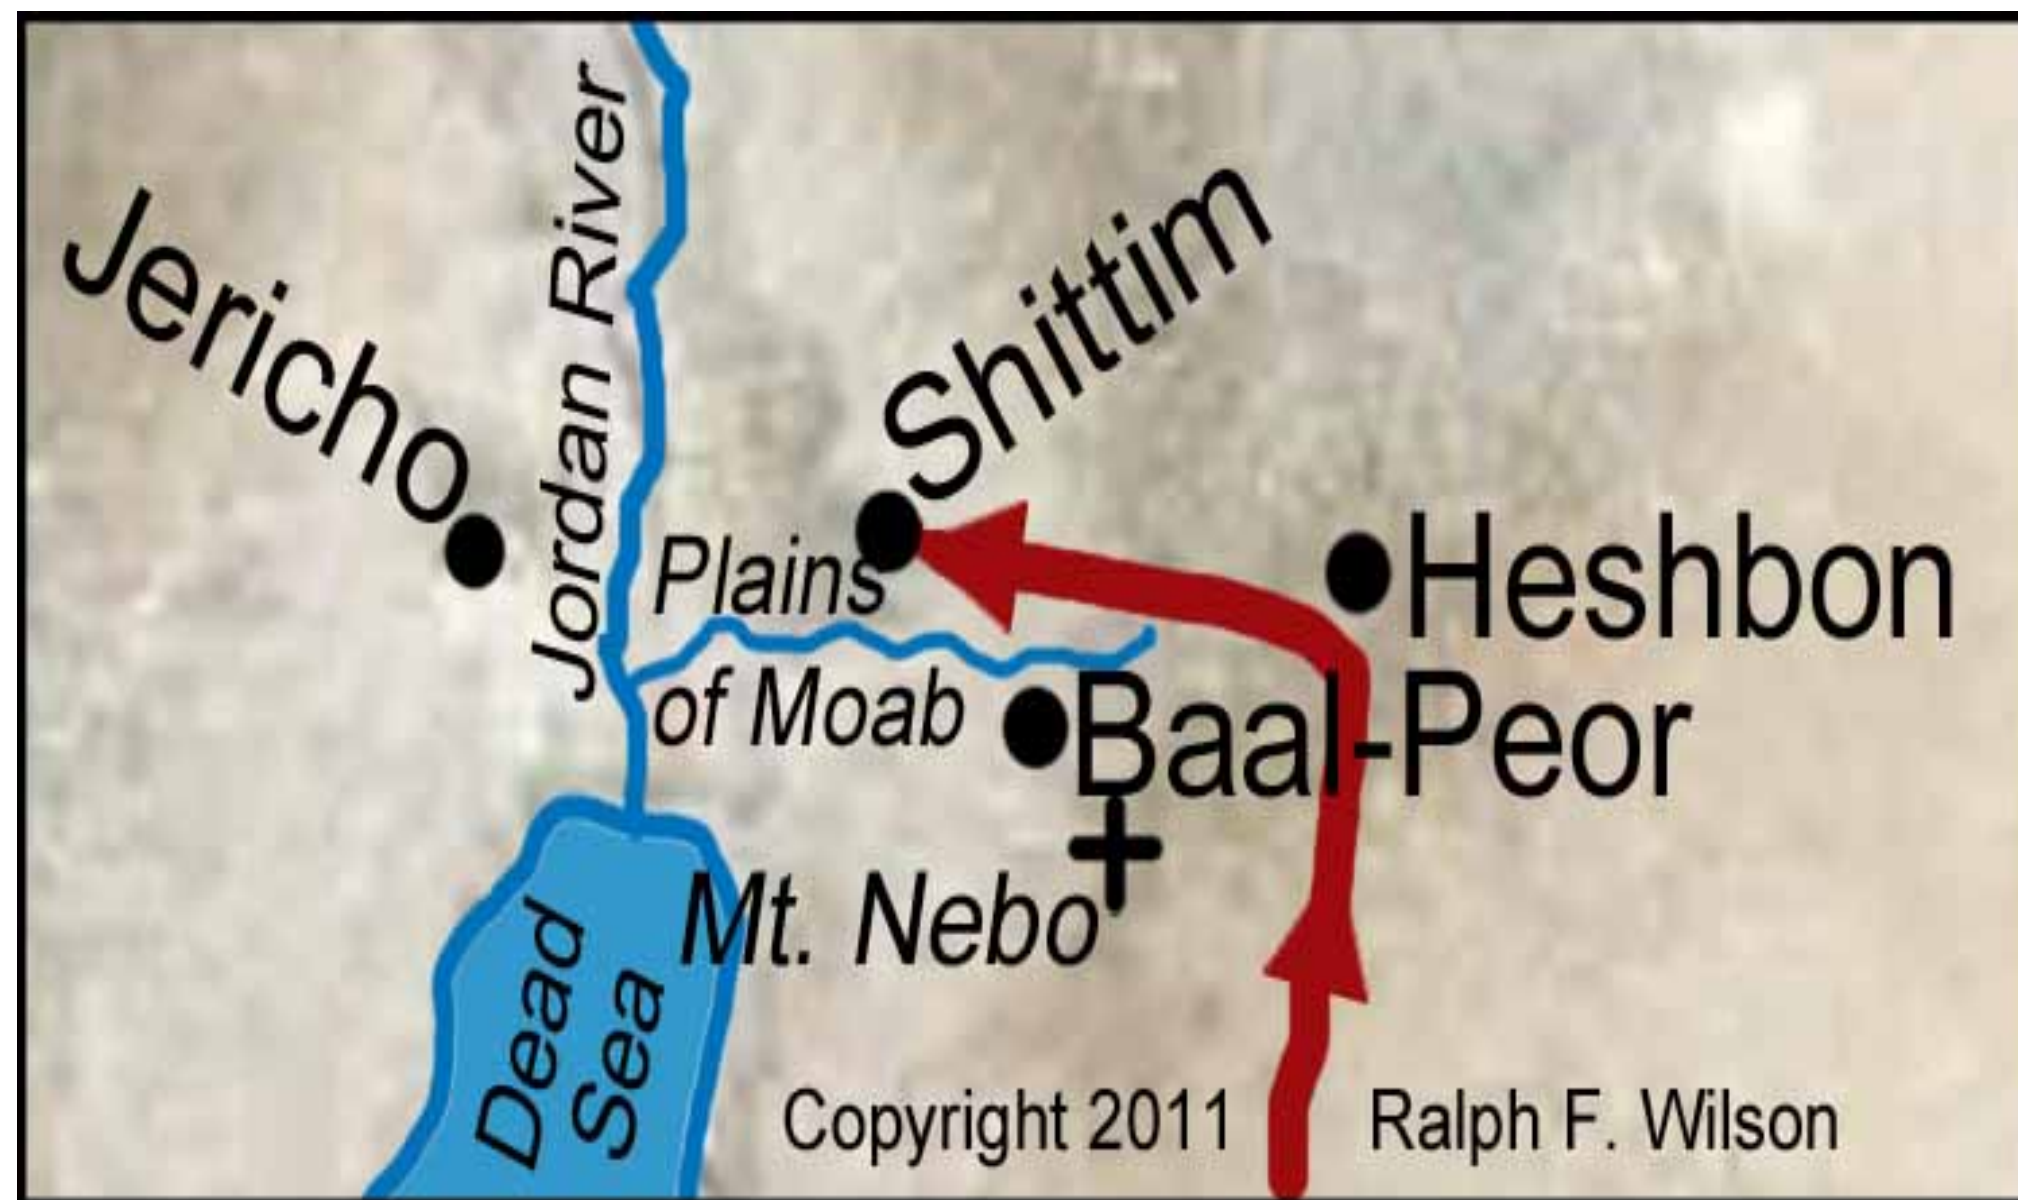 Jericho
Jordan River
Shittim
Plains
of Moab
Heshbon
Baal-Peor
Mt. Nebo
Dead
Sea
Copyright 2011 Ralph F. Wilson